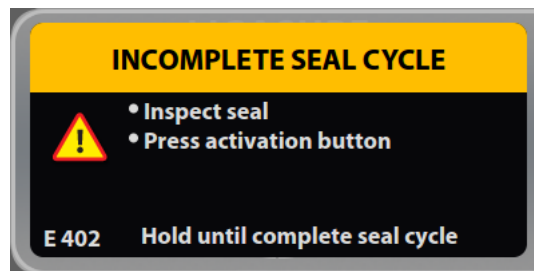 INCOMPLETE SEAL CYCLE
• Inspect seal
• Press activation button
!
E 402 Hold until complete seal cycle